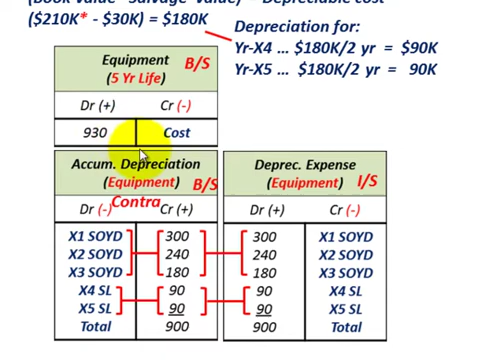 (Book Value - Salvage Value) = Depreciable cost
($210K* - $30K) = $180K
Depreciation for:
Yr-X4 ... $180K/2 yr = $90K
Yr-X5 ... $180K/2 yr = 90K
Equipment B/S
(5 Yr Life)
Dr (+) Cr (-)
930 Cost
Accum. Depreciation
(Equipment) B/S
Contra
Dr (-) Cr (+)
X1 SOYD 300
X2 SOYD 240
X3 SOYD 180
X4 SL 90
X5 SL 90
Total 900
Deprec. Expense
(Equipment) I/S
Dr (+) Cr (-)
300 X1 SOYD
240 X2 SOYD
180 X3 SOYD
90 X4 SL
90 X5 SL
900 Total